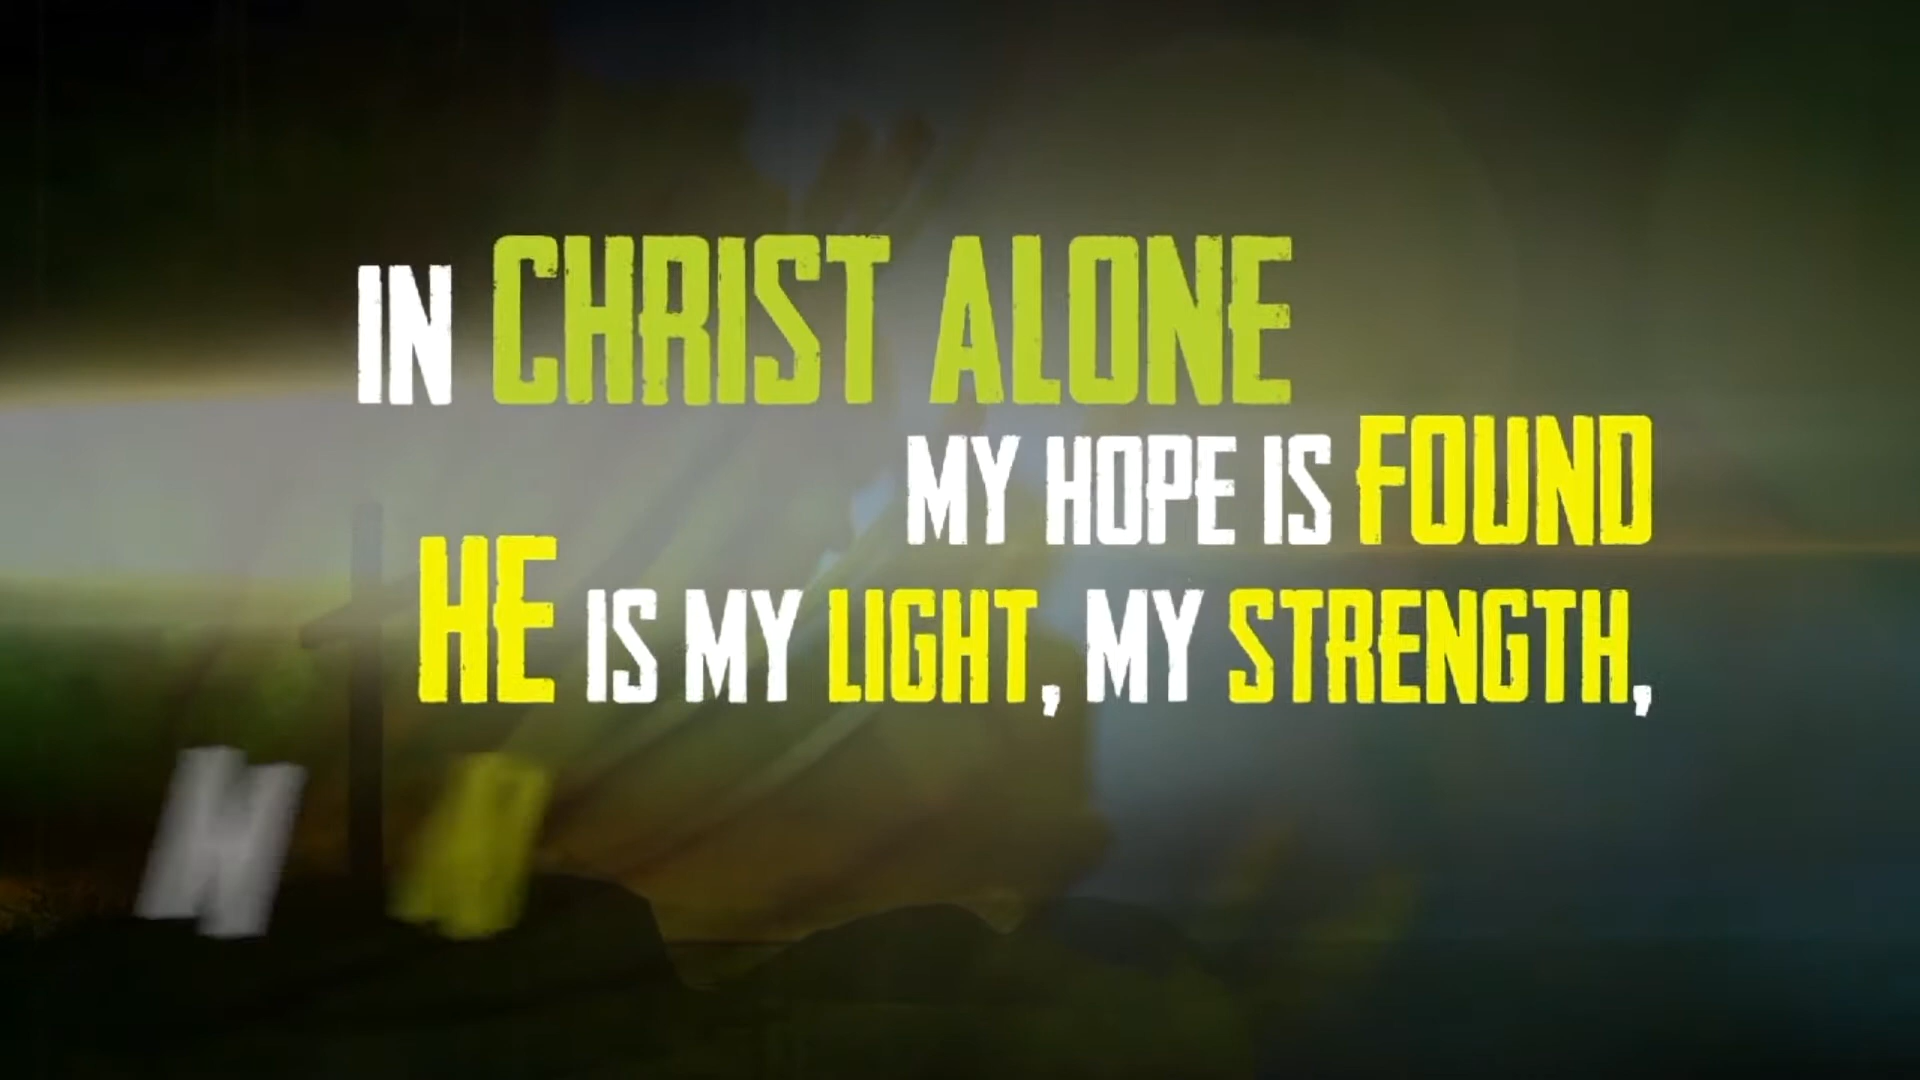 IN CHRIST ALONE
MY HOPE IS FOUND
HE IS MY LIGHT, MY STRENGTH,